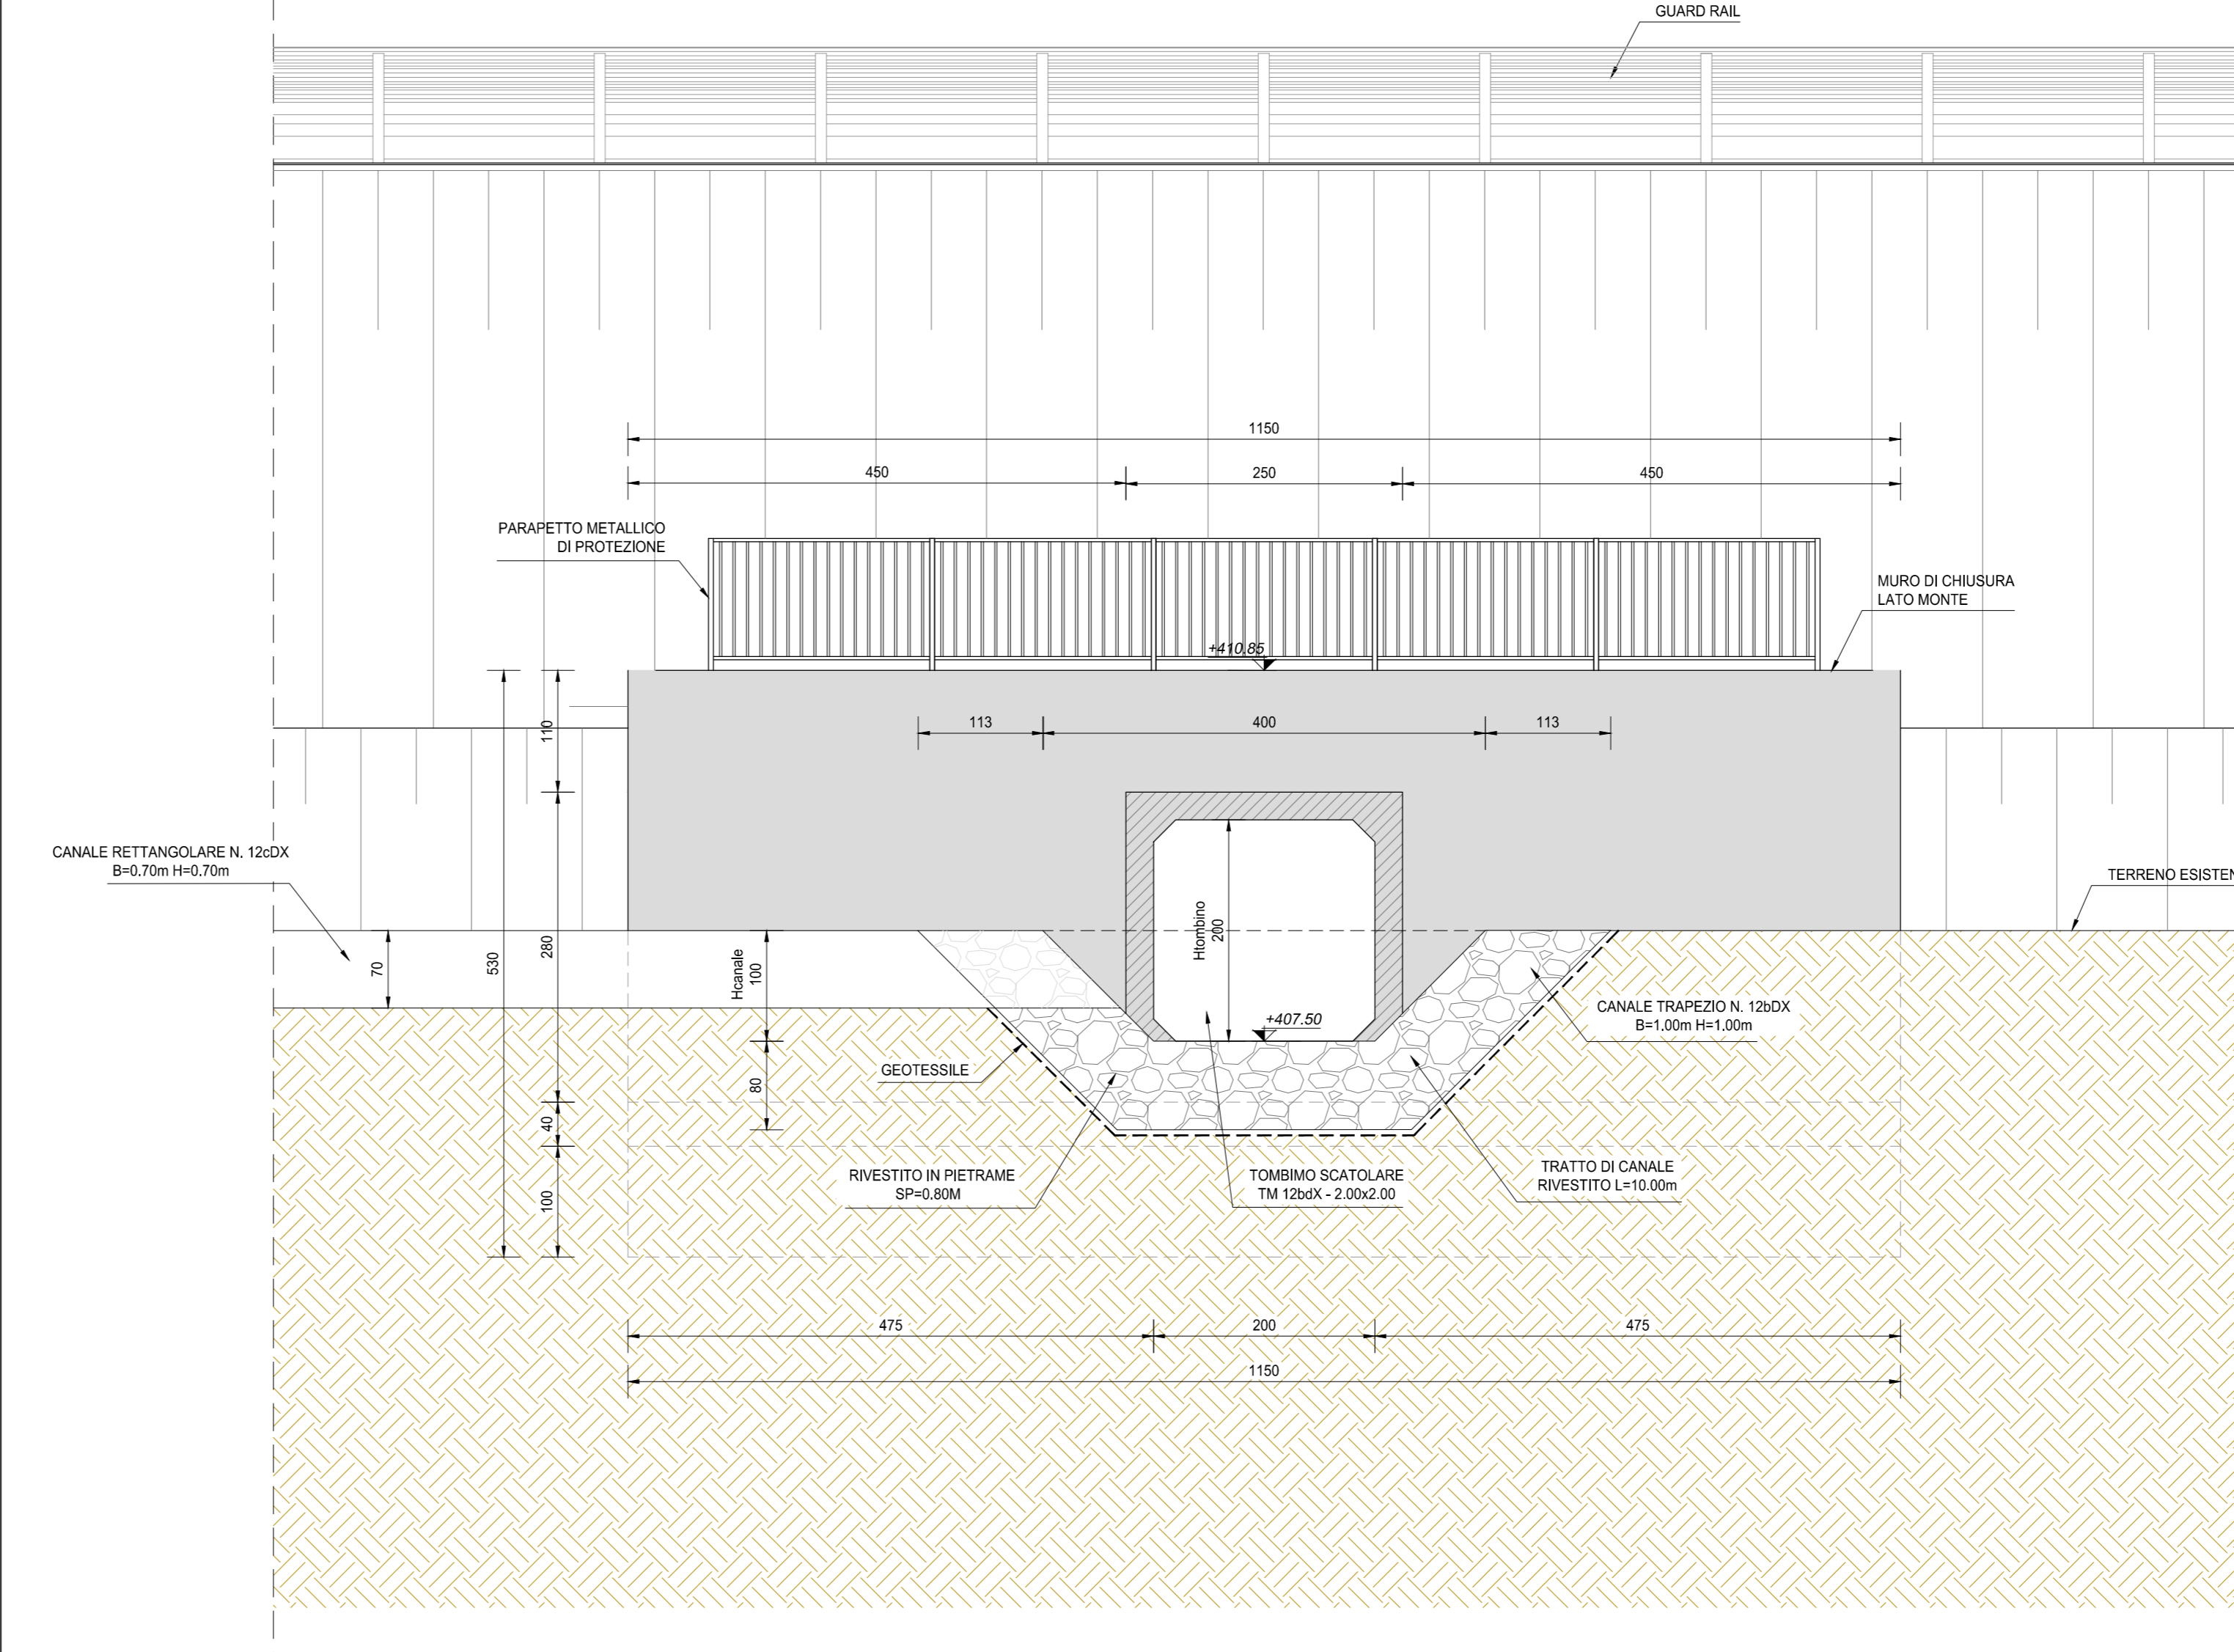 GUARD RAIL
1150
450
250
450
PARAPETTO METALLICO
DI PROTEZIONE
MURO DI CHIUSURA
LATO MONTE
+410.85
110
113
400
113
CANALE RETTANGOLARE N. 12cDX
B=0.70m H=0.70m
TERRENO ESISTEN
70
530
280
Hcanale
100
Htombino
200
+407.50
CANALE TRAPEZIO N. 12bDX
B=1.00m H=1.00m
GEOTESSILE
80
40
100
RIVESTITO IN PIETRAME
SP=0.80M
TOMBIMO SCATOLARE
TM 12bdX - 2.00x2.00
TRATTO DI CANALE
RIVESTITO L=10.00m
475
200
475
1150